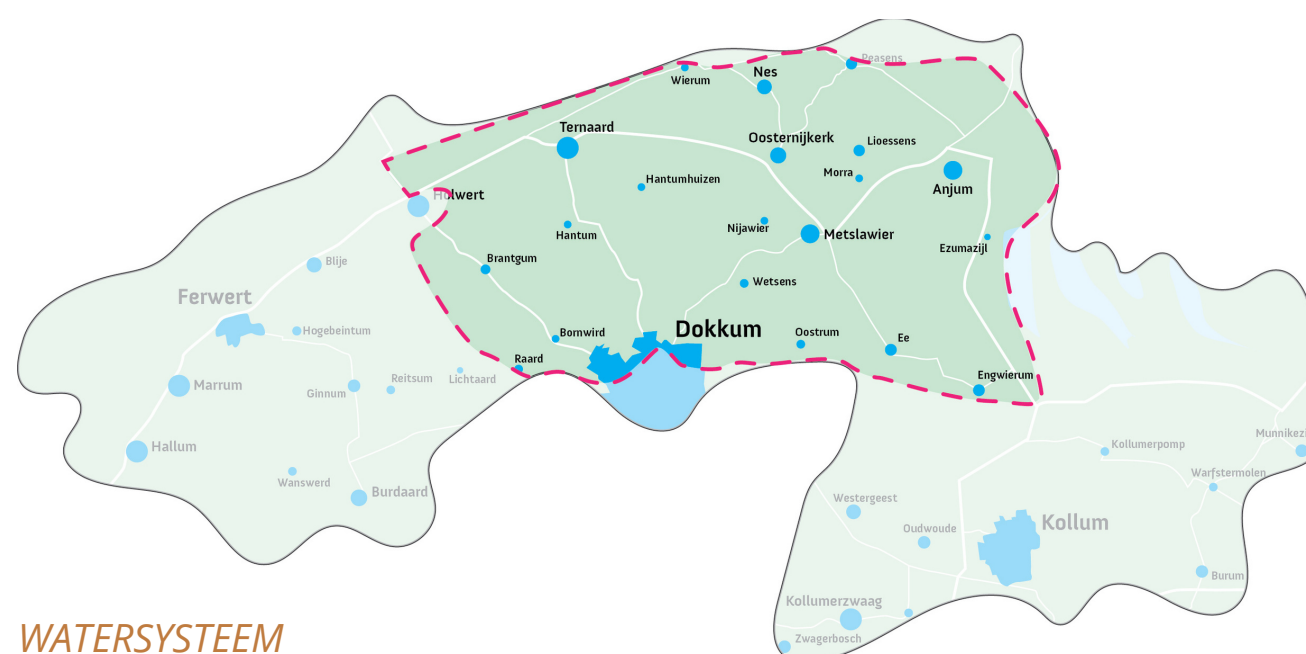 Peasens
Wierum
Nes
Ternaard
Oosternijkerk
Lioessens
Morra
Anjum
Hantumhuizen
Holwert
Hantum
Nijawier
Metslawier
Ezumazijl
Brantgum
Blije
Wetsens
Ferwert
Hogebeintum
Bornwird
Dokkum
Oostrum
Ee
Raard
Engwierum
Marrum
Ginnum
Reitsum
Lichtaard
Hallum
Wanswerd
Burdaard
Kollumerpomp
Munnikezi
Warfstermolen
Westergeest
Oudwoude
Kollum
Burum
Kollumerzwaag
Zwagerbosch
WATERSYSTEEM